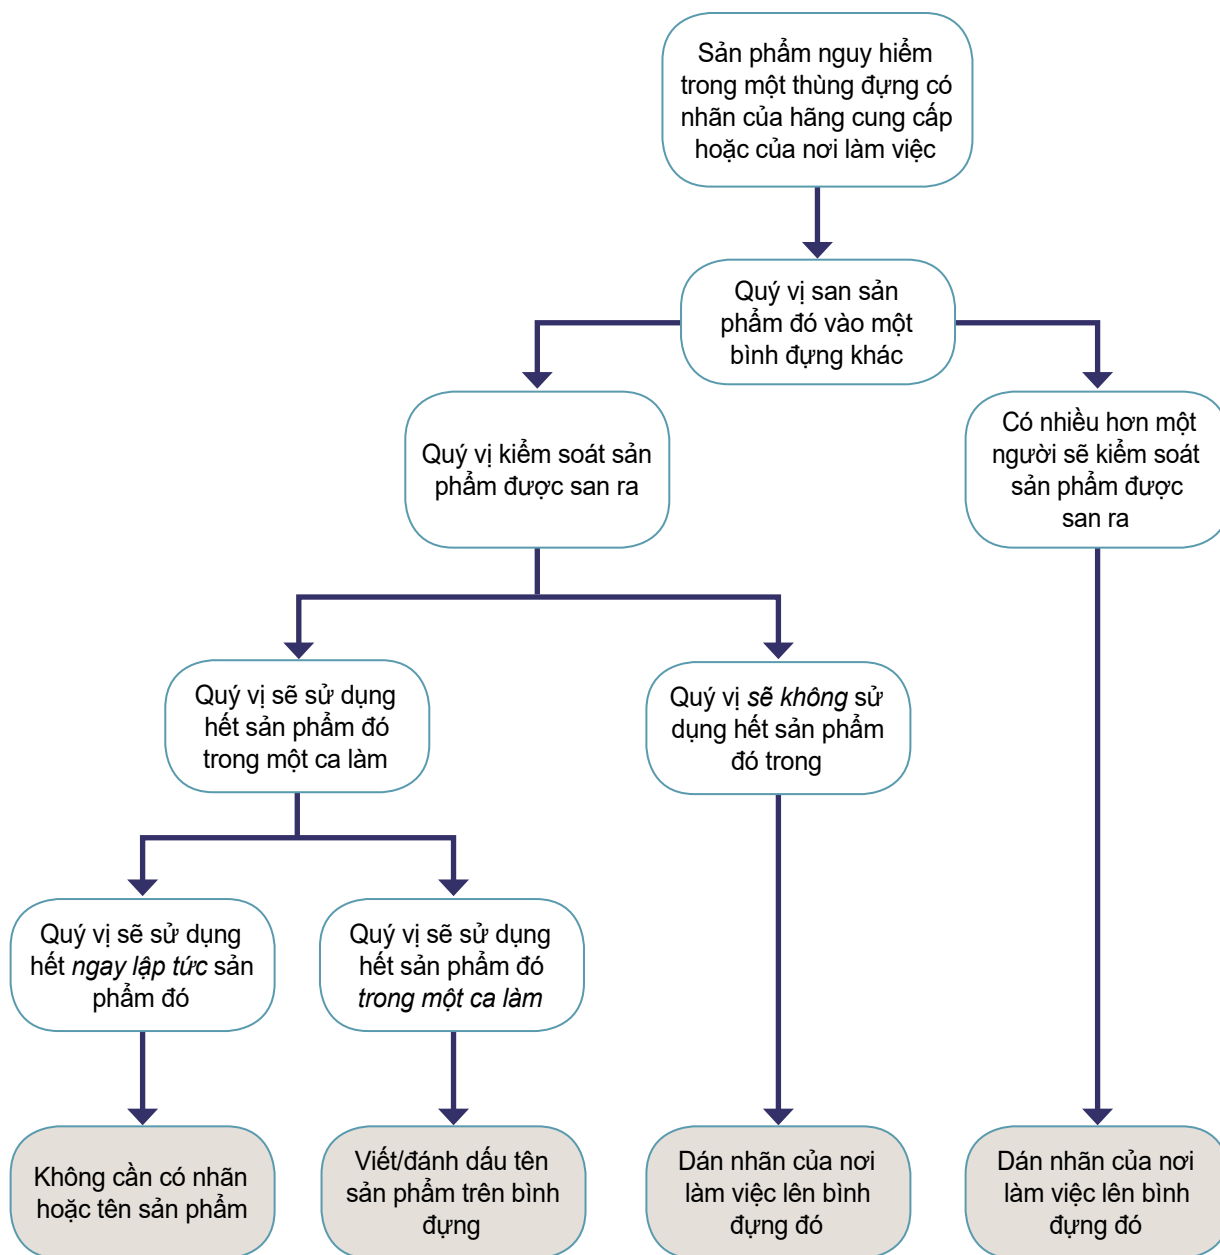 Sản phẩm nguy hiểm
trong một thùng đựng có
nhãn của hãng cung cấp
hoặc của nơi làm việc
Quý vị san sản
phẩm đó vào một
bình đựng khác
Quý vị kiểm soát sản
phẩm được san ra
Có nhiều hơn một
người sẽ kiểm soát
sản phẩm được
san ra
Quý vị sẽ sử dụng
hết sản phẩm đó
trong một ca làm
Quý vị sẽ không sử
dụng hết sản phẩm
đó trong
Quý vị sẽ sử dụng
hết ngay lập tức sản
phẩm đó
Quý vị sẽ sử dụng
hết sản phẩm đó
trong một ca làm
Không cần có nhãn
hoặc tên sản phẩm
Viết/đánh dấu tên
sản phẩm trên bình
đựng
Dán nhãn của nơi
làm việc lên bình
đựng đó
Dán nhãn của nơi
làm việc lên bình
đựng đó